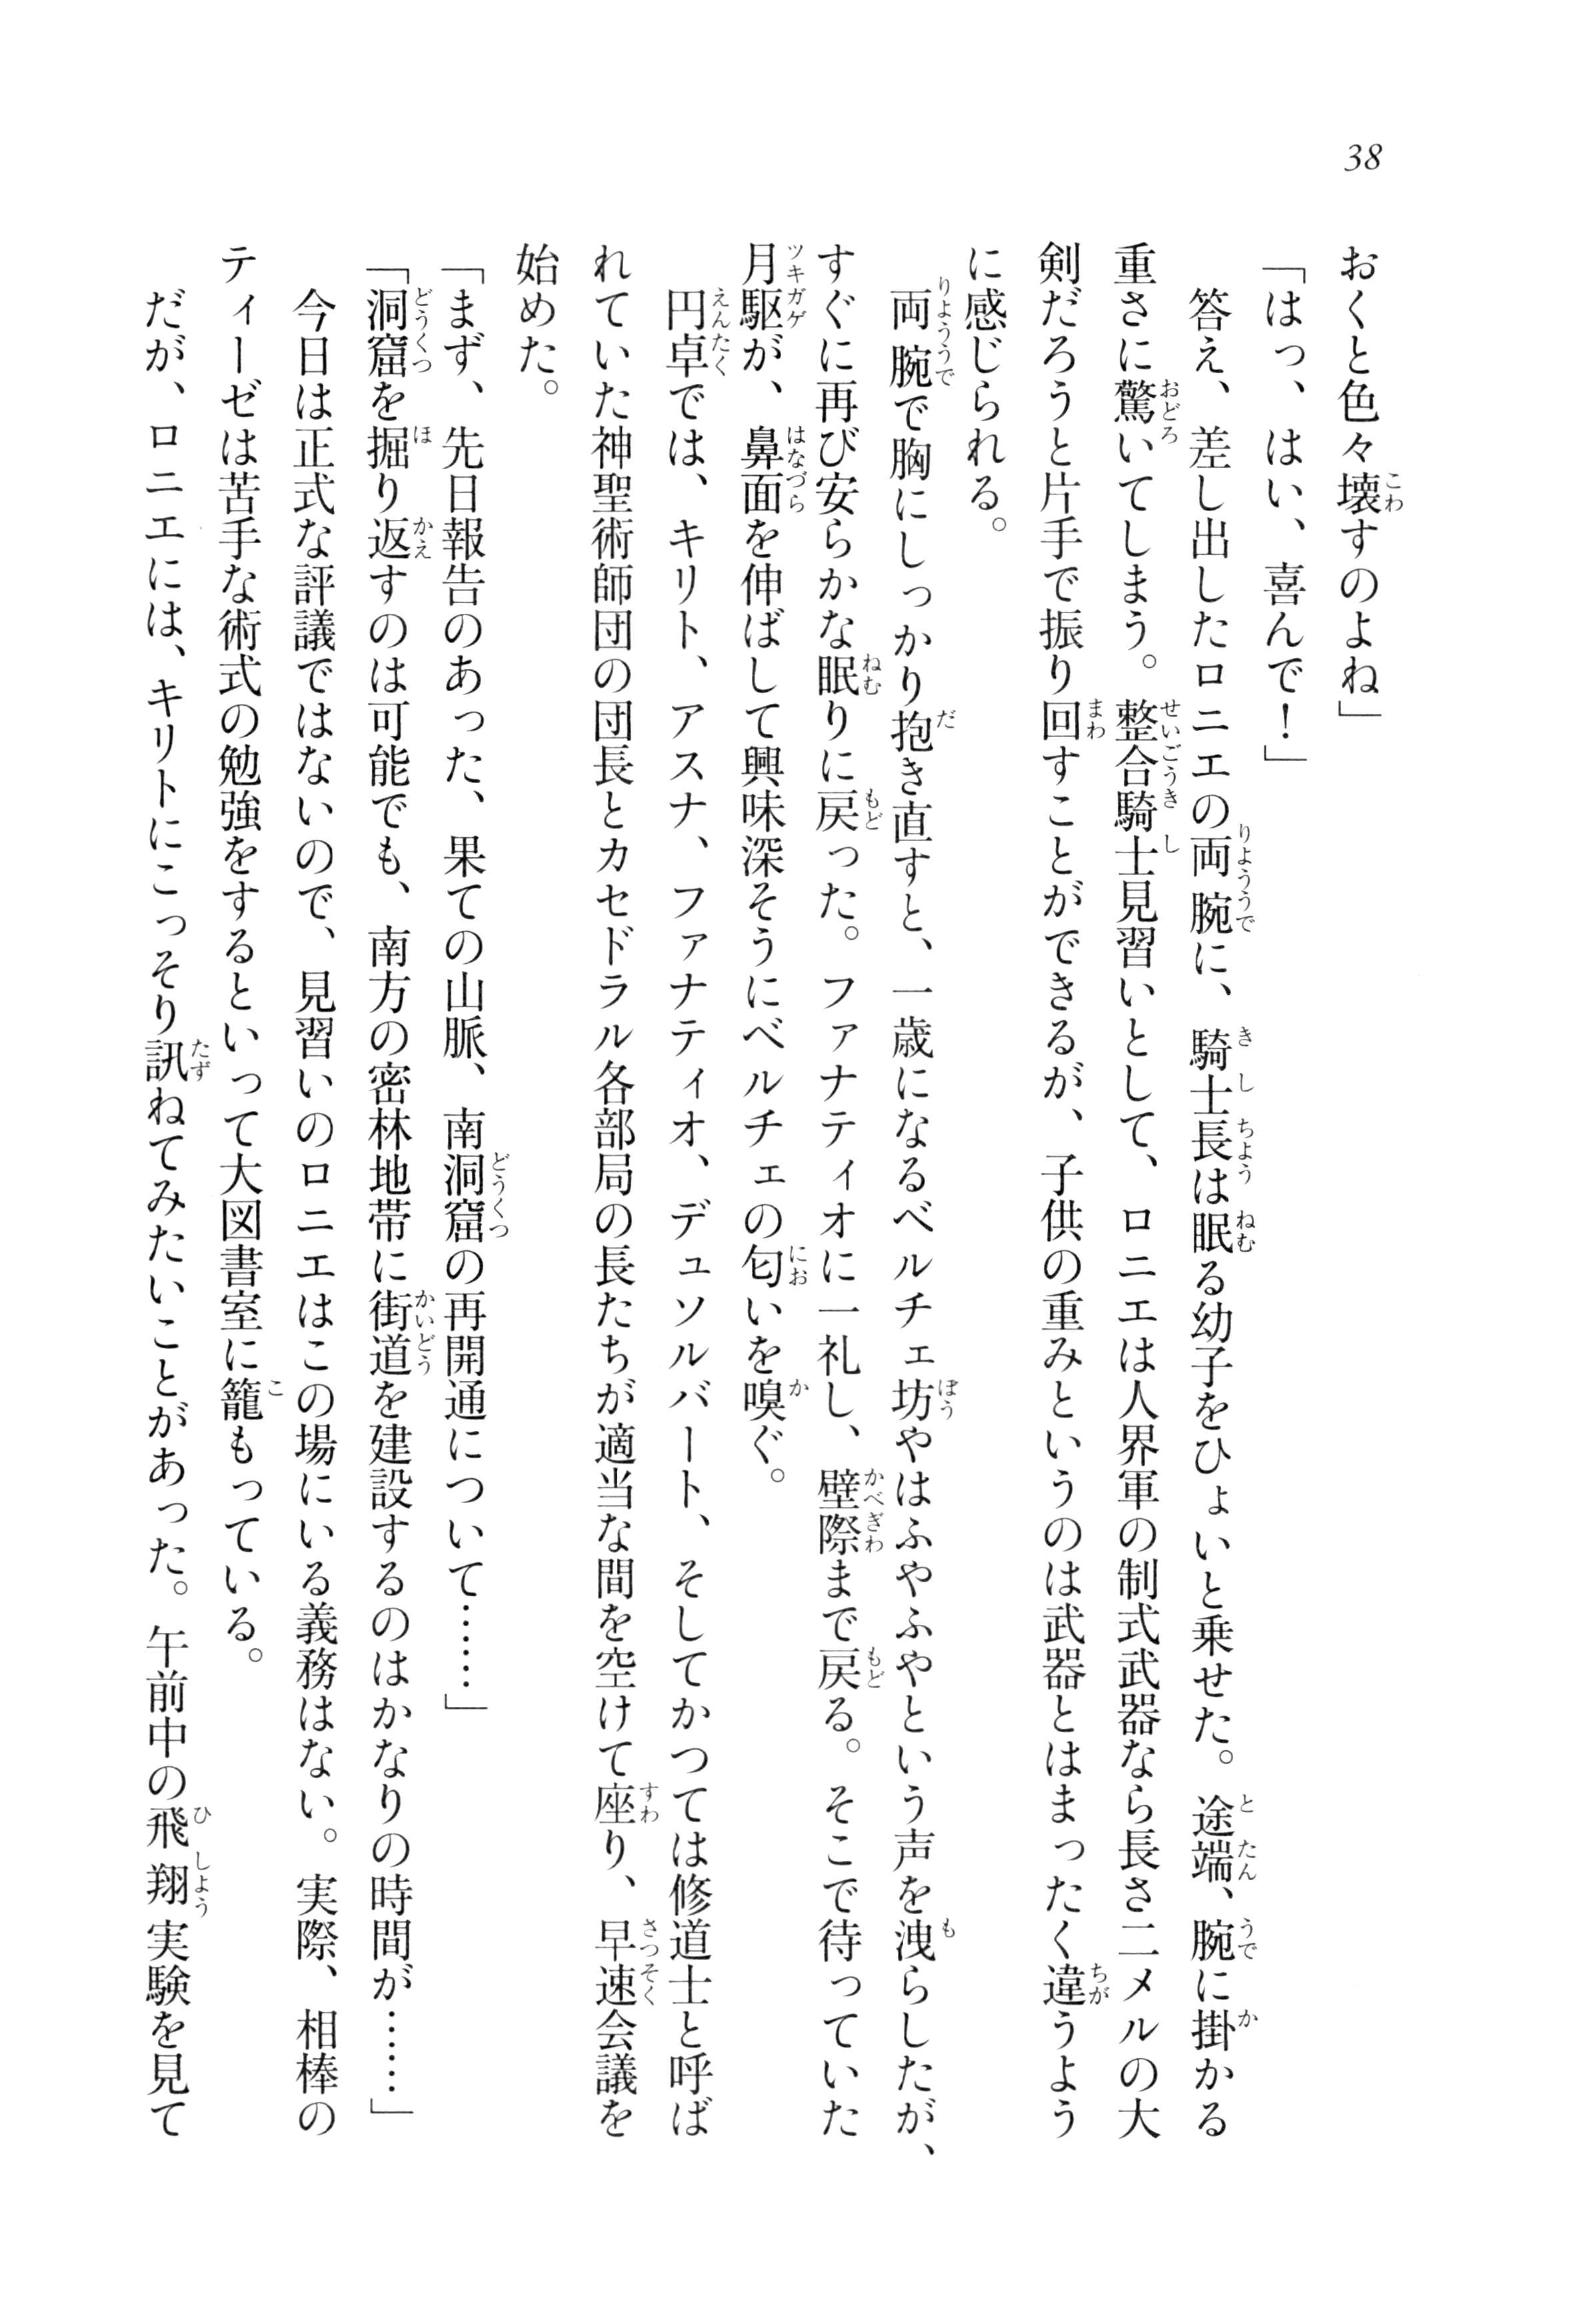 38
おくと色々壊すのよね」
「はっ、はい、喜んで！」
　答え、差し出したロニエの両腕に、騎士長は眠る幼子をひょいと乗せた。途端、腕に掛かる
重さに驚いてしまう。整合騎士見習いとして、ロニエは人界軍の制式武器なら長さ二メルの大
剣だろうと片手で振り回すことができるが、子供の重みというのは武器とはまったく違うよう
に感じられる。
　両腕で胸にしっかり抱き直すと、一歳になるベルチェ坊やはふやふやという声を洩らしたが、
すぐに再び安らかな眠りに戻った。ファナティオに一礼し、壁際まで戻る。そこで待っていた
月駆が、鼻面を伸ばして興味深そうにベルチェの匂いを嗅ぐ。
　円卓では、キリト、アスナ、ファナティオ、デュソルバート、そしてかつては修道士と呼ば
れていた神聖術師団の団長とカセドラル各部局の長たちが適当な間を空けて座り、早速会議を
始めた。
「まず、先日報告のあった、果ての山脈、南洞窟の再開通について……」
「洞窟を掘り返すのは可能でも、南方の密林地帯に街道を建設するのはかなりの時間が……」
　今日は正式な評議ではないので、見習いのロニエはこの場にいる義務はない。実際、相棒の
ティーゼは苦手な術式の勉強をするといって大図書室に籠もっている。
　だが、ロニエには、キリトにこっそり訊ねてみたいことがあった。午前中の飛翔実験を見て